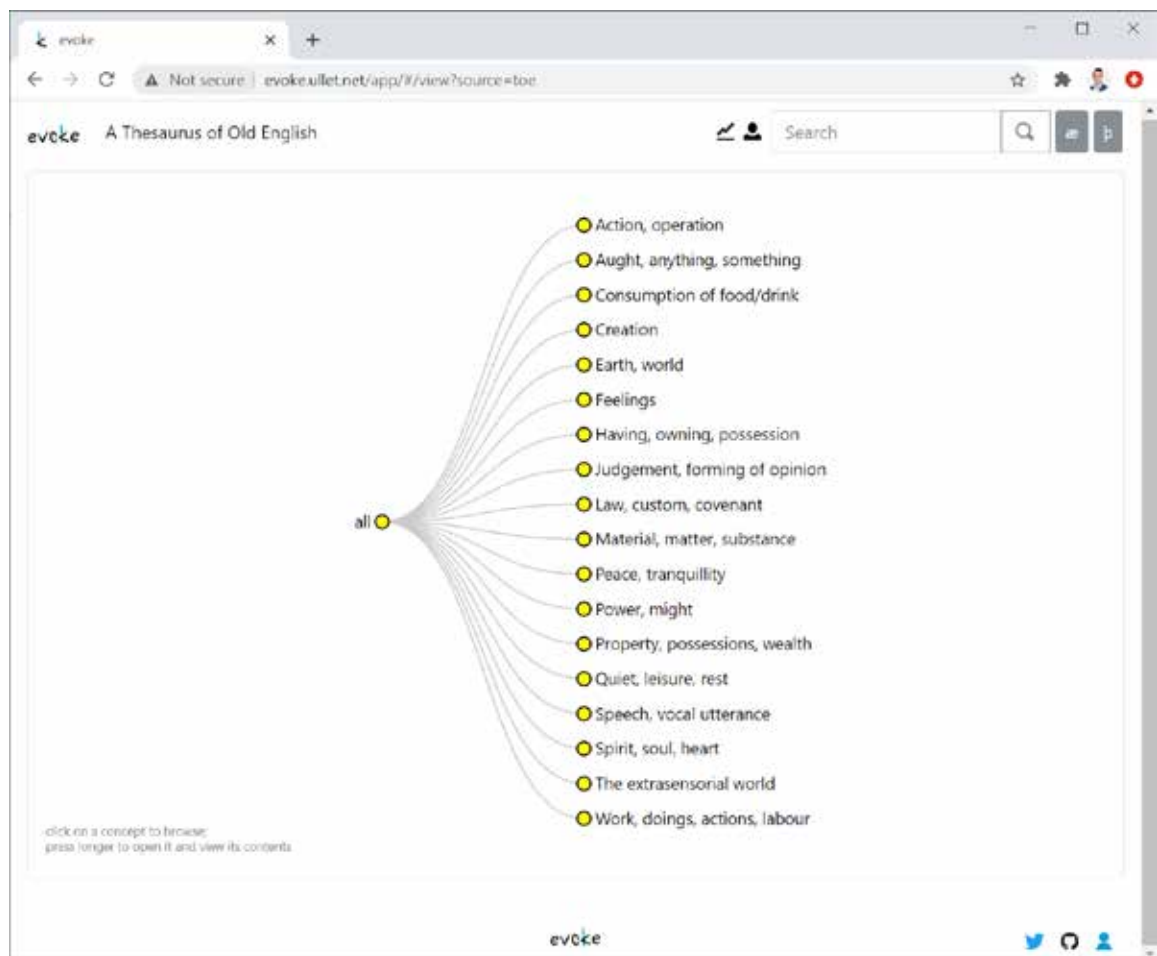 evoke
Not secure | evoke.ullet.net/app/#/view?source=toe
evoke A Thesaurus of Old English Search æ þ
Action, operation
Aught, anything, something
Consumption of food/drink
Creation
Earth, world
Feelings
Having, owning, possession
Judgement, forming of opinion
Law, custom, covenant
all
Material, matter, substance
Peace, tranquillity
Power, might
Property, possessions, wealth
Quiet, leisure, rest
Speech, vocal utterance
Spirit, soul, heart
The extrasensorial world
Work, doings, actions, labour
click on a concept to browse;
press longer to open it and view its contents
evoke